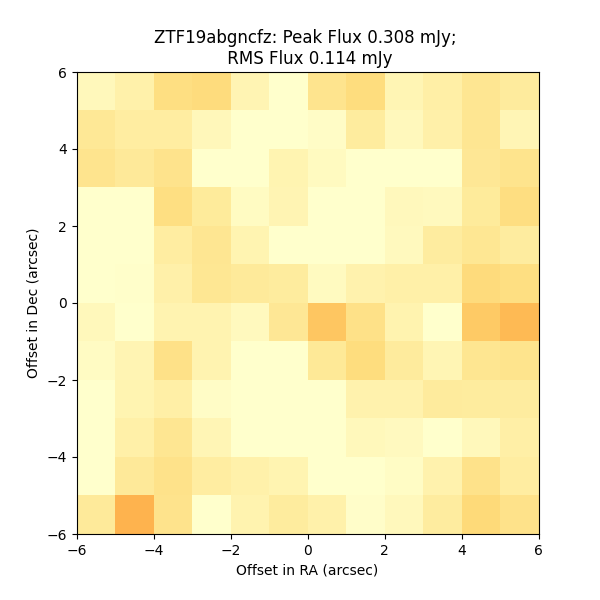 ZTF19abgncfz: Peak Flux 0.308 mJy;
RMS Flux 0.114 mJy
6
4
2
0
−2
−4
−6
Offset in Dec (arcsec)
−6 −4 −2 0 2 4 6
Offset in RA (arcsec)